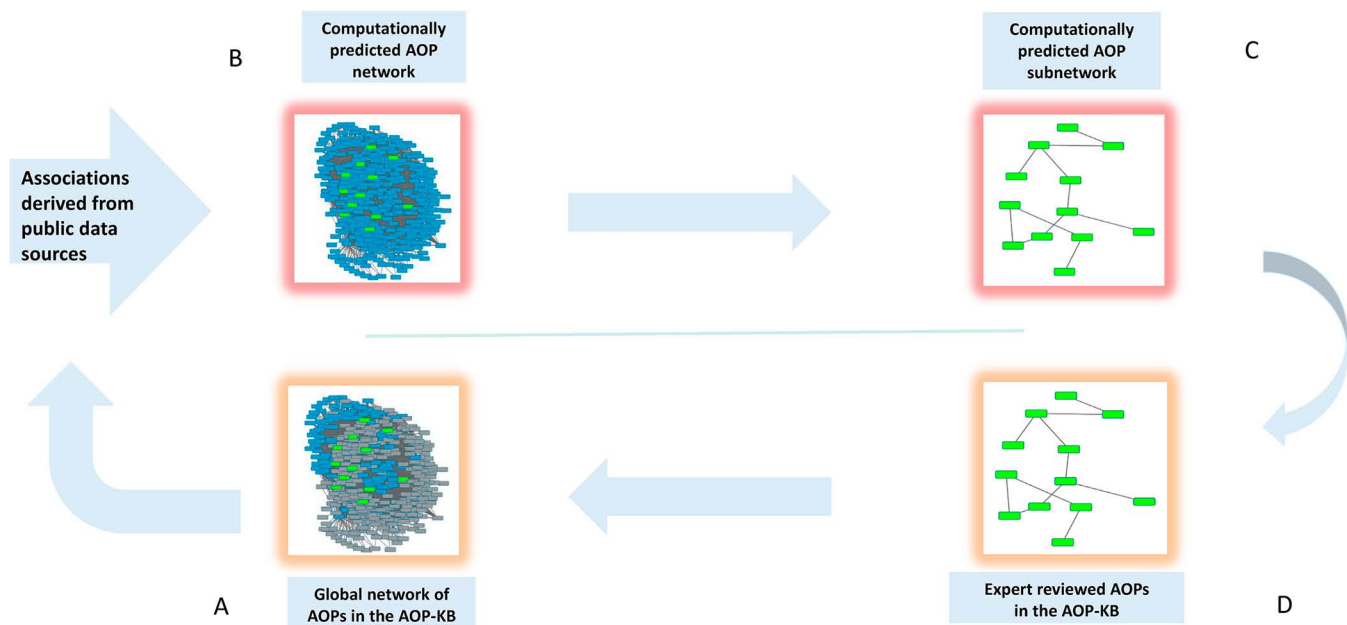 B
Computationally
predicted AOP
network
Computationally
predicted AOP
subnetwork
C
Associations
derived from
public data
sources
A
Global network of
AOPs in the AOP-KB
Expert reviewed AOPs
in the AOP-KB
D